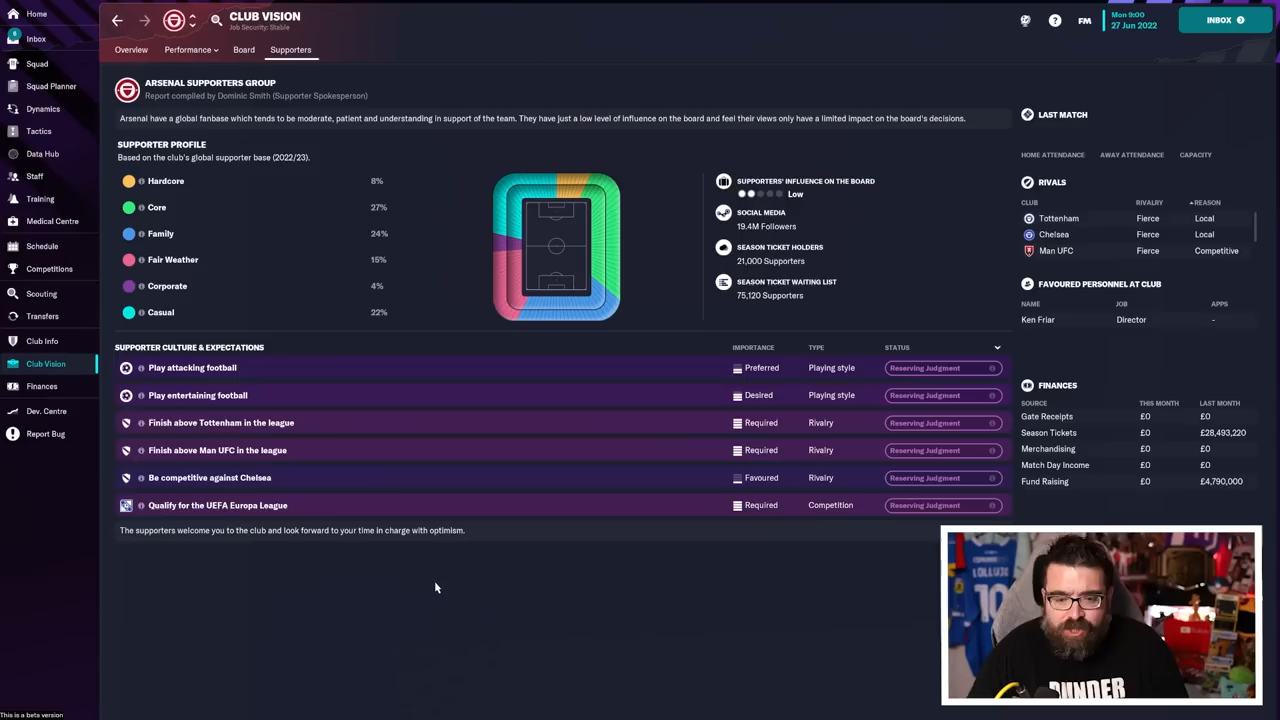 Home
Inbox
Squad
Squad Planner
Dynamics
Tactics
Data Hub
Staff
Training
Medical Centre
Schedule
Competitions
Scouting
Transfers
Club Info
Club Vision
Finances
Dev. Centre
Report Bug
This is a beta version
CLUB VISION
Job Security: Stable
FM
Mon 9:00
27 Jun 2022
INBOX
Overview Performance Board Supporters
ARSENAL SUPPORTERS GROUP
Report compiled by Dominic Smith (Supporter Spokesperson)
Arsenal have a global fanbase which tends to be moderate, patient and understanding in support of the team. They have just a low level of influence on the board and feel their views only have a limited impact on the board's decisions.
SUPPORTER PROFILE
Based on the club's global supporter base (2022/23).
Hardcore 8%
Core 27%
Family 24%
Fair Weather 15%
Corporate 4%
Casual 22%
SUPPORTERS' INFLUENCE ON THE BOARD
Low
SOCIAL MEDIA
19.4M Followers
SEASON TICKET HOLDERS
21,000 Supporters
SEASON TICKET WAITING LIST
75,120 Supporters
SUPPORTER CULTURE & EXPECTATIONS IMPORTANCE TYPE STATUS
Play attacking football Preferred Playing style Reserving Judgment
Play entertaining football Desired Playing style Reserving Judgment
Finish above Tottenham in the league Required Rivalry Reserving Judgment
Finish above Man UFC in the league Required Rivalry Reserving Judgment
Be competitive against Chelsea Favoured Rivalry Reserving Judgment
Qualify for the UEFA Europa League Required Competition Reserving Judgment
The supporters welcome you to the club and look forward to your time in charge with optimism.
LAST MATCH
HOME ATTENDANCE AWAY ATTENDANCE CAPACITY
RIVALS
CLUB RIVALRY REASON
Tottenham Fierce Local
Chelsea Fierce Local
Man UFC Fierce Competitive
FAVOURED PERSONNEL AT CLUB
NAME JOB APPS
Ken Friar Director -
FINANCES
SOURCE THIS MONTH LAST MONTH
Gate Receipts £0 £0
Season Tickets £0 £28,493,220
Merchandising £0 £0
Match Day Income £0 £0
Fund Raising £0 £4,790,000
10